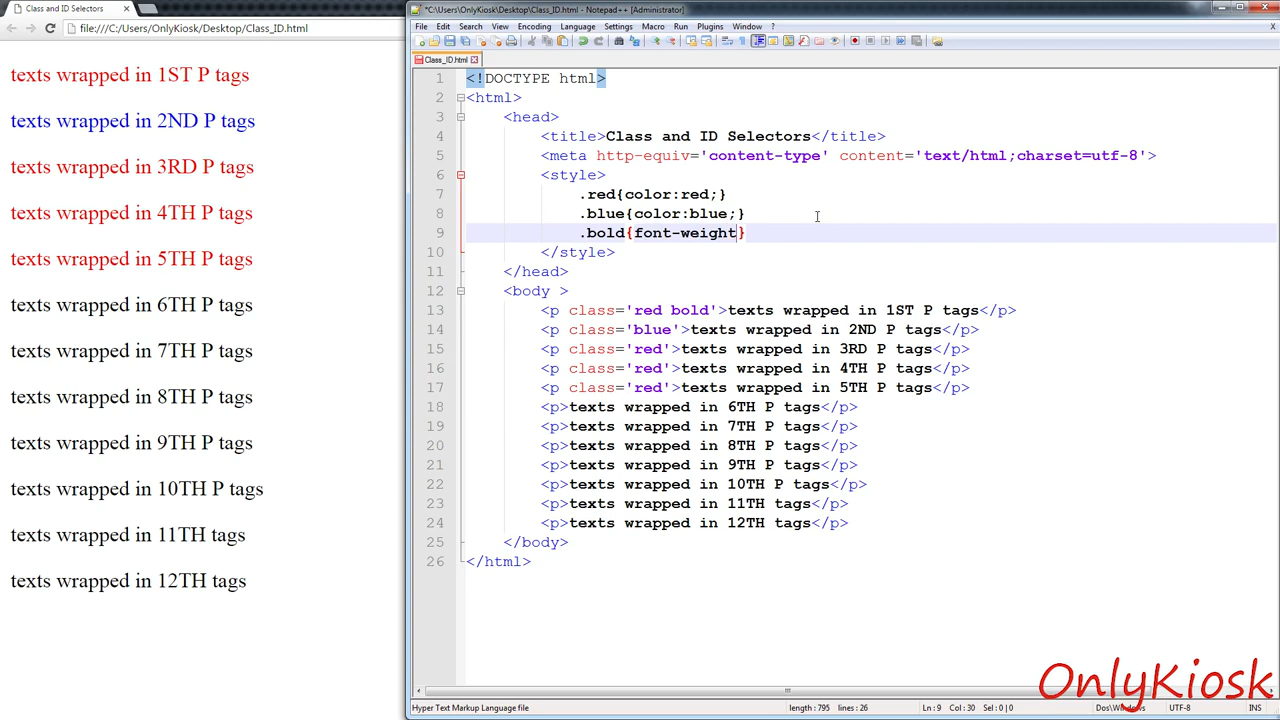 Class and ID Selectors
file:///C:/Users/OnlyKiosk/Desktop/Class_ID.html
texts wrapped in 1ST P tags
texts wrapped in 2ND P tags
texts wrapped in 3RD P tags
texts wrapped in 4TH P tags
texts wrapped in 5TH P tags
texts wrapped in 6TH P tags
texts wrapped in 7TH P tags
texts wrapped in 8TH P tags
texts wrapped in 9TH P tags
texts wrapped in 10TH P tags
texts wrapped in 11TH tags
texts wrapped in 12TH tags
*C:\Users\OnlyKiosk\Desktop\Class_ID.html - Notepad++ [Administrator]
File Edit Search View Encoding Language Settings Macro Run Plugins Window ? X
Class_ID.html
1 <!DOCTYPE html>
2 <html>
3 <head>
4 <title>Class and ID Selectors</title>
5 <meta http-equiv='content-type' content='text/html;charset=utf-8'>
6 <style>
7 .red{color:red;}
8 .blue{color:blue;}
9 .bold{font-weight}
10 </style>
11 </head>
12 <body >
13 <p class='red bold'>texts wrapped in 1ST P tags</p>
14 <p class='blue'>texts wrapped in 2ND P tags</p>
15 <p class='red'>texts wrapped in 3RD P tags</p>
16 <p class='red'>texts wrapped in 4TH P tags</p>
17 <p class='red'>texts wrapped in 5TH P tags</p>
18 <p>texts wrapped in 6TH P tags</p>
19 <p>texts wrapped in 7TH P tags</p>
20 <p>texts wrapped in 8TH P tags</p>
21 <p>texts wrapped in 9TH P tags</p>
22 <p>texts wrapped in 10TH P tags</p>
23 <p>texts wrapped in 11TH tags</p>
24 <p>texts wrapped in 12TH tags</p>
25 </body>
26 </html>
OnlyKiosk
Hyper Text Markup Language file length : 795 lines : 26 Ln : 9 Col : 30 Sel : 0 | 0 Dos\Windows UTF-8 INS